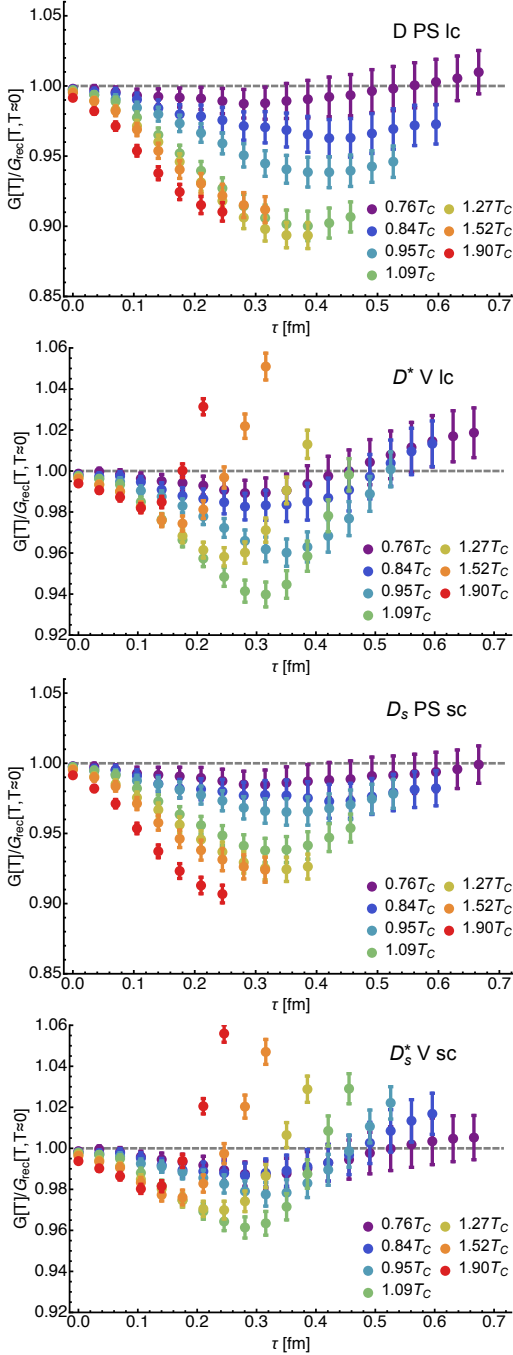 D PS lc
1.05
1.00
0.95
0.90
0.85
G[T]/G_rec[T, T≈0]
0.76T_C 1.27T_C
0.84T_C 1.52T_C
0.95T_C 1.90T_C
1.09T_C
0.0 0.1 0.2 0.3 0.4 0.5 0.6 0.7
τ [fm]
D* V lc
1.06
1.04
1.02
1.00
0.98
0.96
0.94
0.92
G[T]/G_rec[T, T≈0]
0.76T_C 1.27T_C
0.84T_C 1.52T_C
0.95T_C 1.90T_C
1.09T_C
0.0 0.1 0.2 0.3 0.4 0.5 0.6 0.7
τ [fm]
D_s PS sc
1.05
1.00
0.95
0.90
0.85
G[T]/G_rec[T, T≈0]
0.76T_C 1.27T_C
0.84T_C 1.52T_C
0.95T_C 1.90T_C
1.09T_C
0.0 0.1 0.2 0.3 0.4 0.5 0.6 0.7
τ [fm]
D_s* V sc
1.06
1.04
1.02
1.00
0.98
0.96
0.94
0.92
G[T]/G_rec[T, T≈0]
0.76T_C 1.27T_C
0.84T_C 1.52T_C
0.95T_C 1.90T_C
1.09T_C
0.0 0.1 0.2 0.3 0.4 0.5 0.6 0.7
τ [fm]